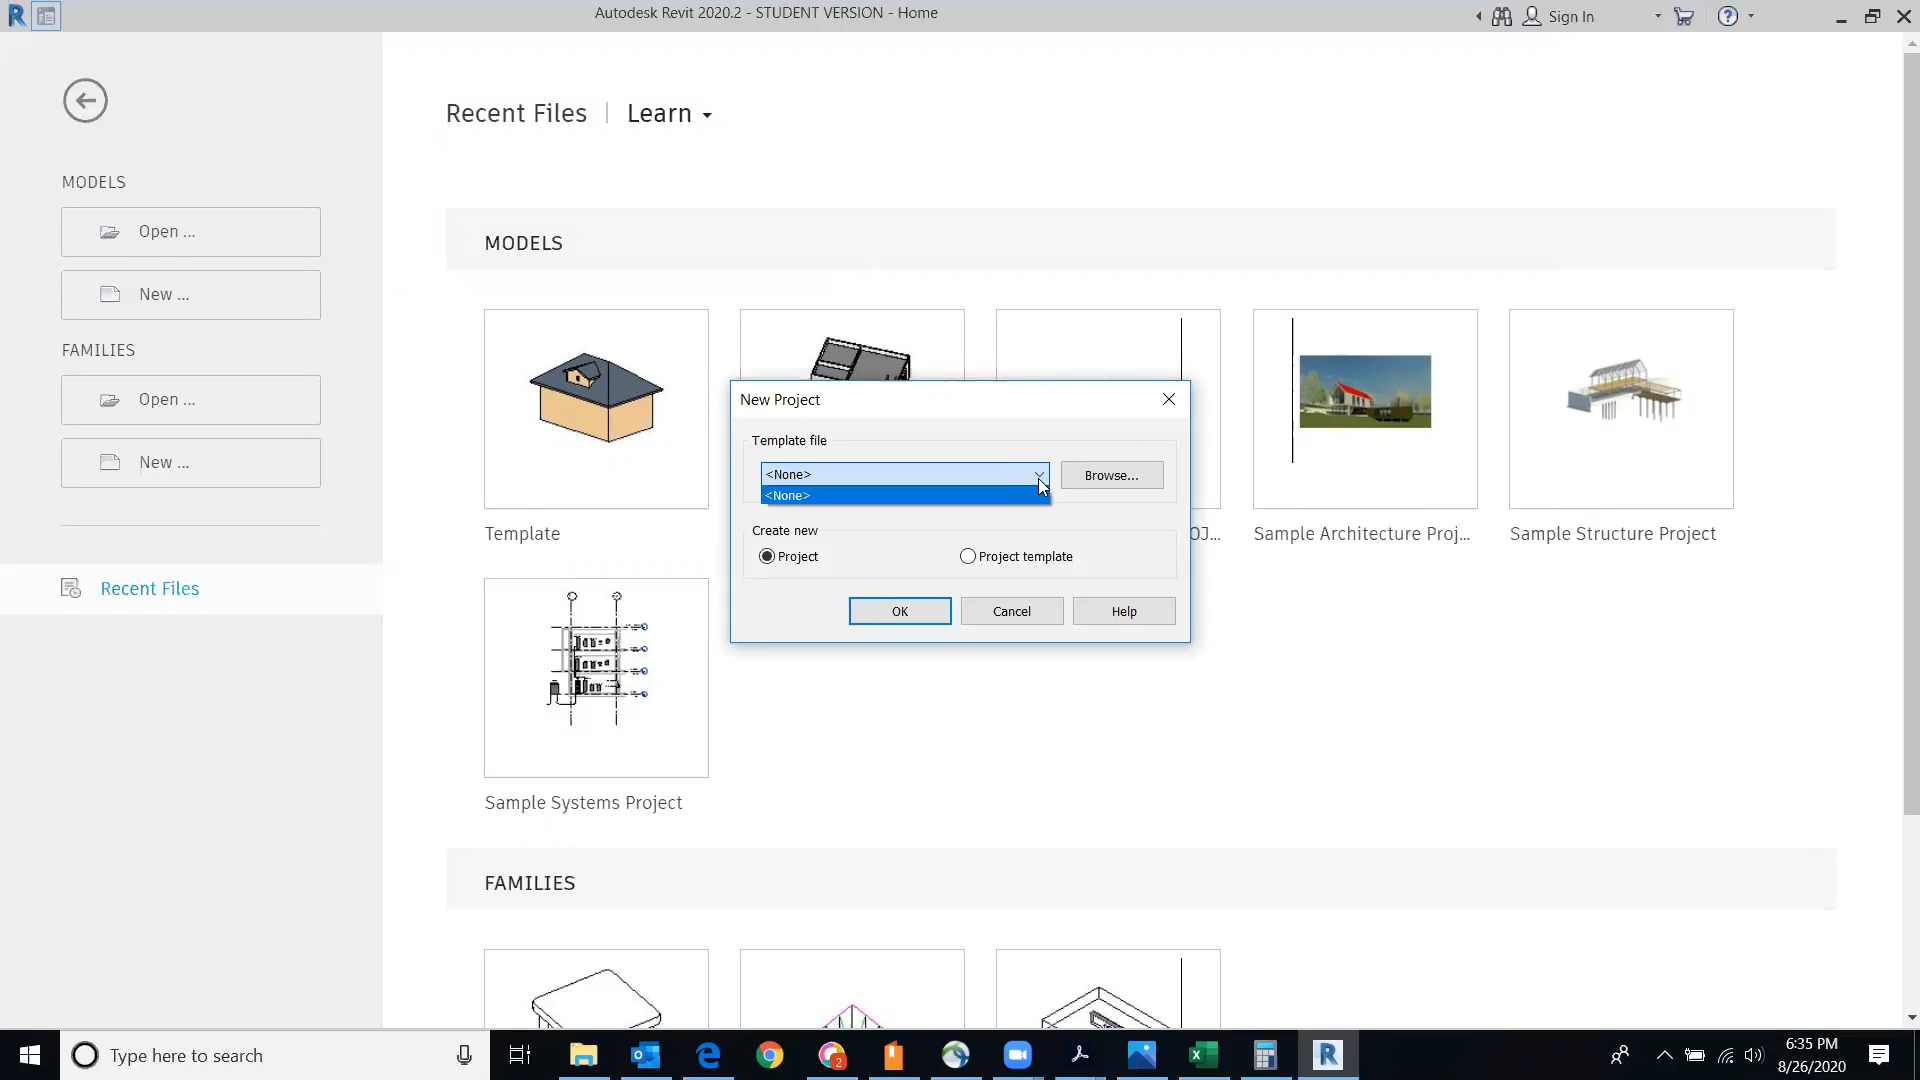 Autodesk Revit 2020.2 - STUDENT VERSION - Home
Sign In
Recent Files | Learn
MODELS
Open ...
New ...
FAMILIES
Open ...
New ...
Recent Files
MODELS
Template
OJ...
Sample Architecture Proj...
Sample Structure Project
Sample Systems Project
FAMILIES
New Project
Template file
<None>
Browse...
<None>
Create new
Project
Project template
OK
Cancel
Help
Type here to search
2
6:35 PM
8/26/2020